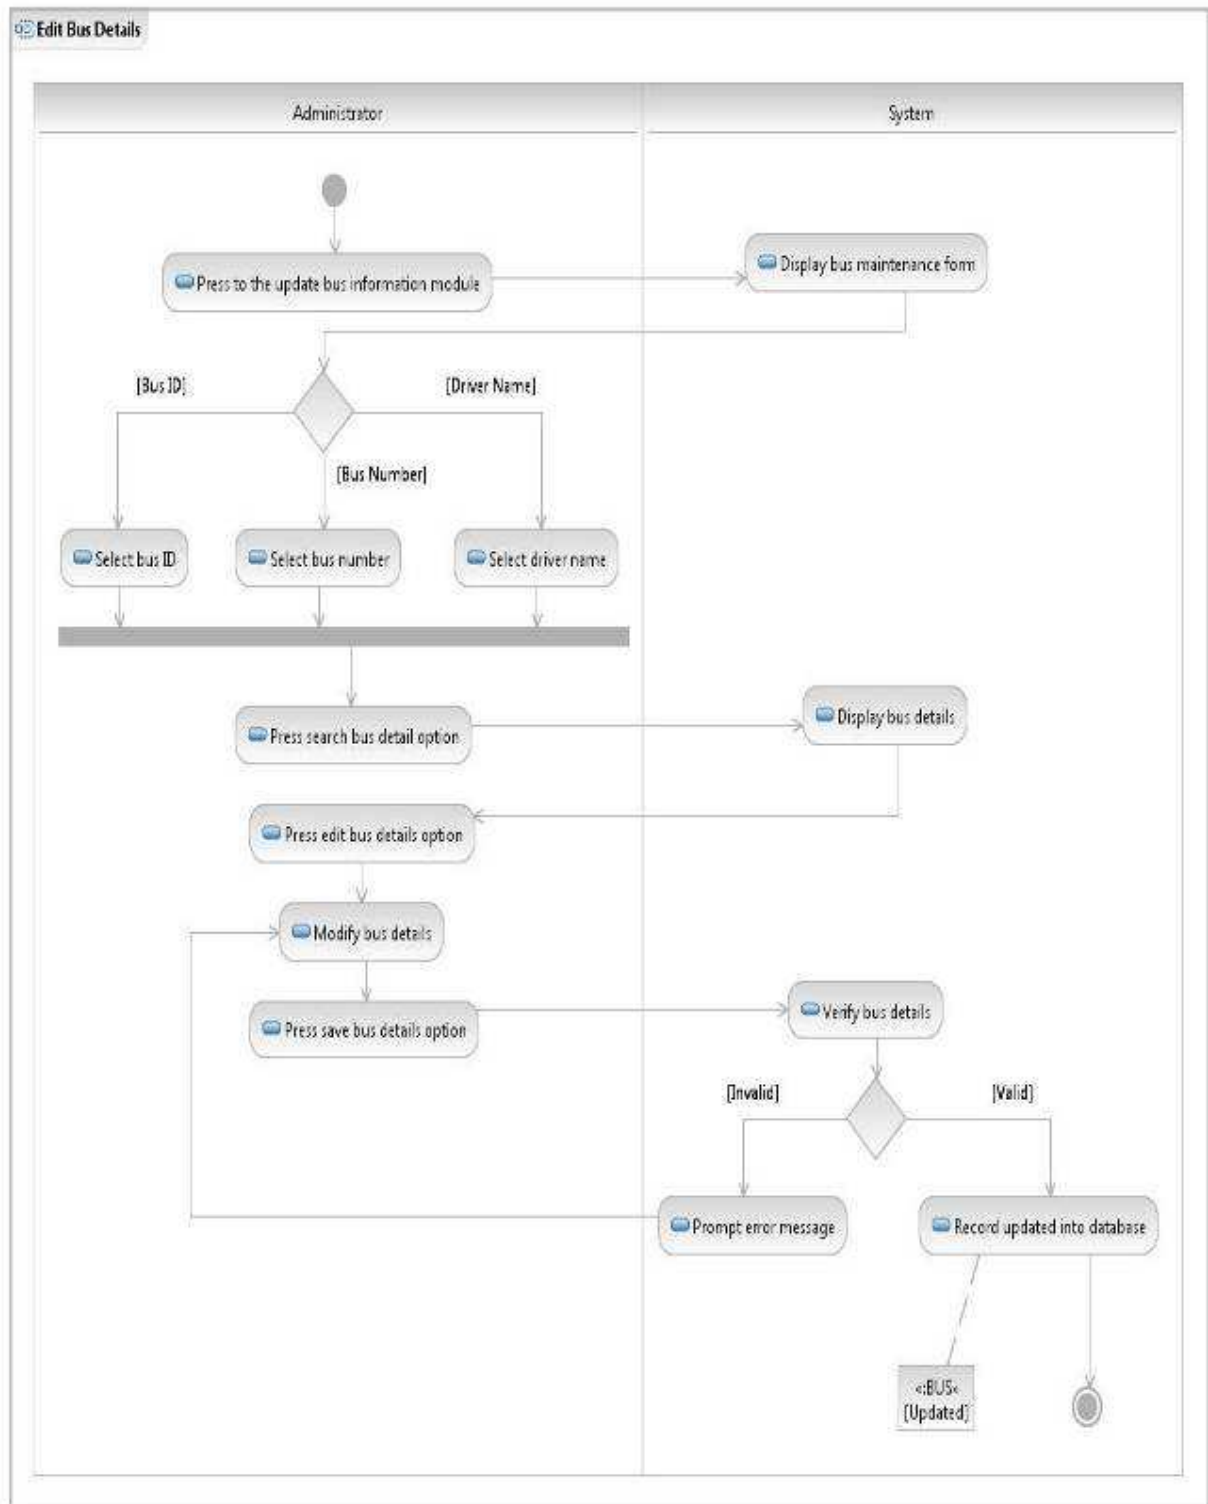 Edit Bus Details
Administrator
System
Press to the update bus information module
Display bus maintenance form
[Bus ID]
[Driver Name]
[Bus Number]
Select bus ID
Select bus number
Select driver name
Press search bus detail option
Display bus details
Press edit bus details option
Modify bus details
Press save bus details option
Verify bus details
[Invalid]
[Valid]
Prompt error message
Record updated into database
«:BUS»
[Updated]